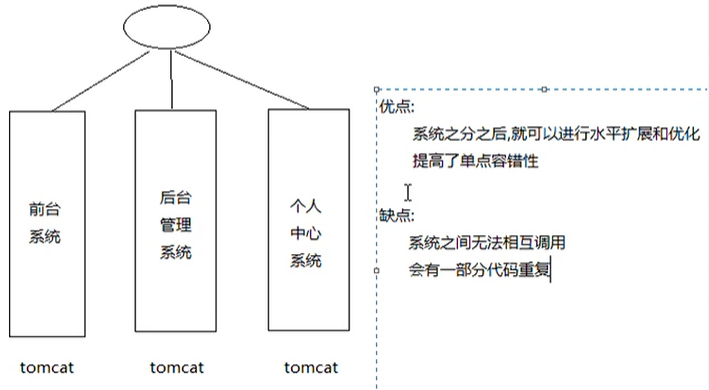 前台
系统
后台
管理
系统
个人
中心
系统
tomcat
tomcat
tomcat
优点:
系统之分之后,就可以进行水平扩展和优化
提高了单点容错性
缺点:
系统之间无法相互调用
会有一部分代码重复